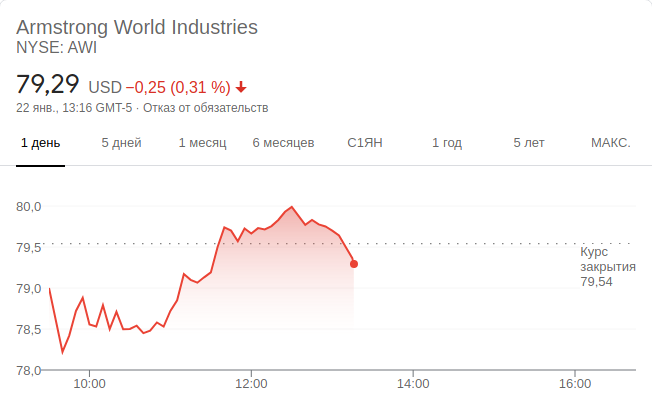 Armstrong World Industries
NYSE: AWI
79,29 USD −0,25 (0,31 %)
22 янв., 13:16 GMT-5 · Отказ от обязательств
1 день 5 дней 1 месяц 6 месяцев С1ЯН 1 год 5 лет МАКС.
80,0
79,5
Курс
закрытия
79,54
79,0
78,5
78,0
10:00 12:00 14:00 16:00